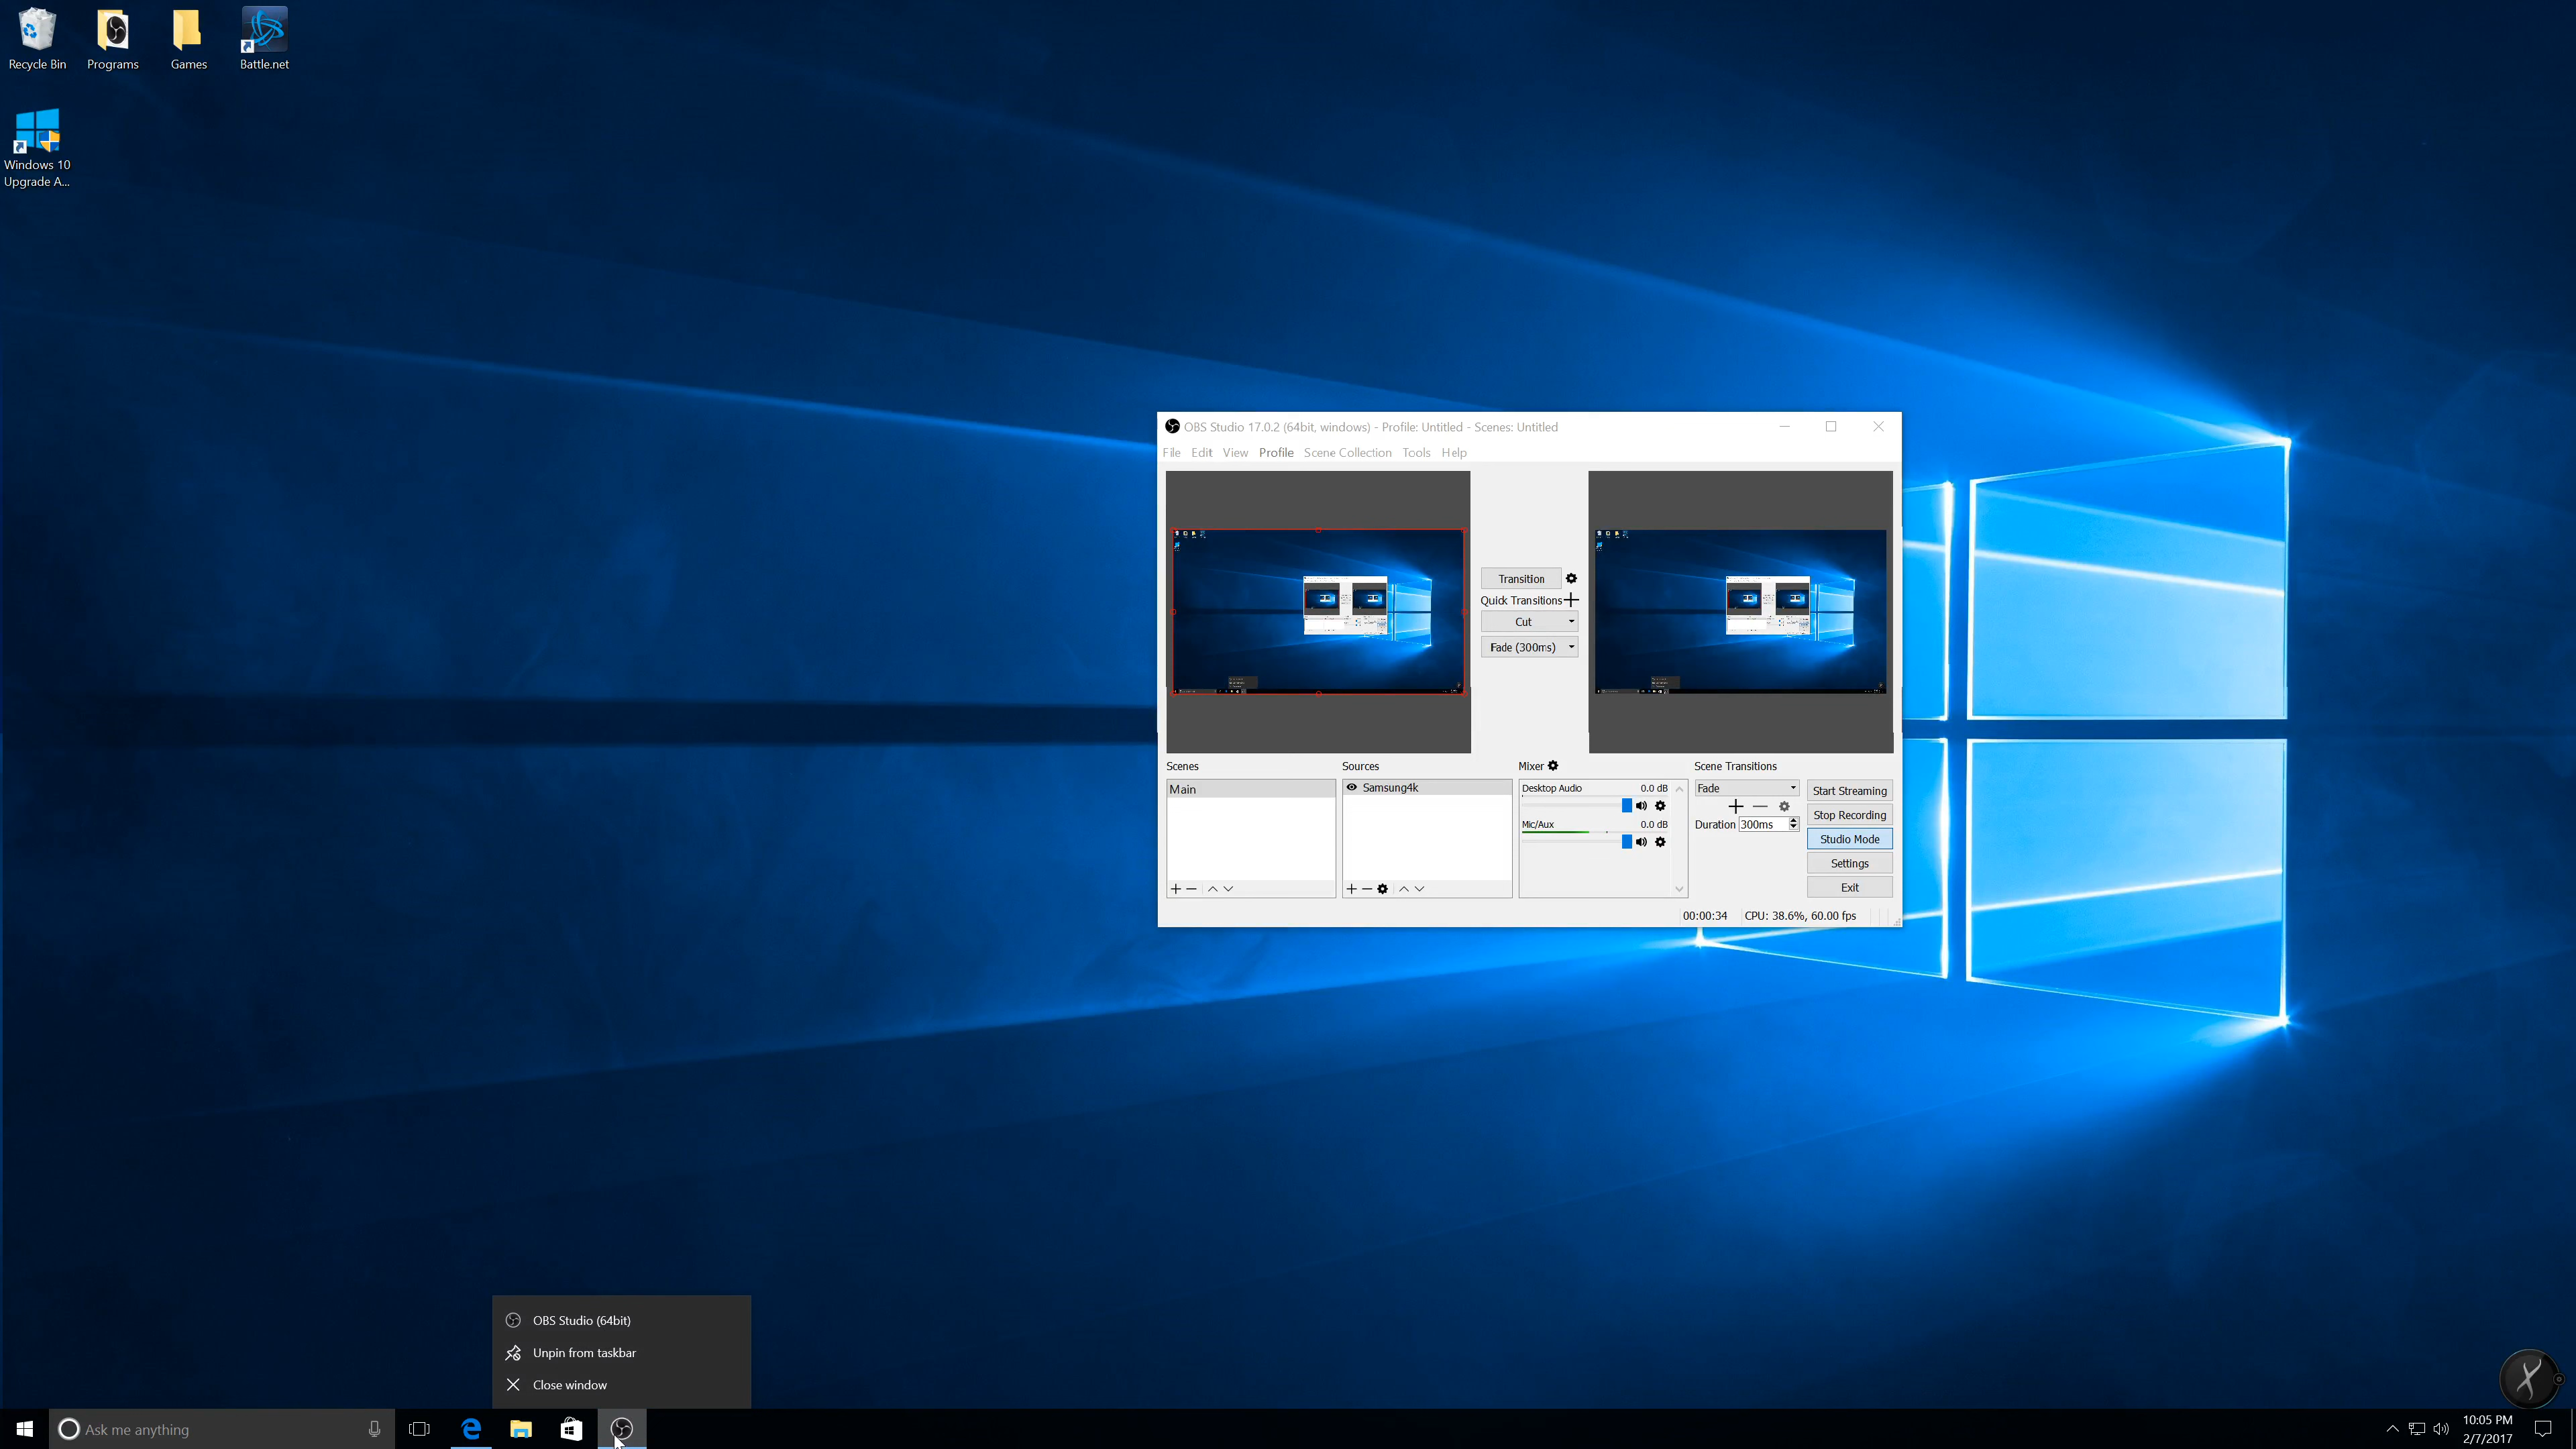 Recycle Bin
Programs
Games
Battle.net
Windows 10
Upgrade A...
OBS Studio 17.0.2 (64bit, windows) - Profile: Untitled - Scenes: Untitled
File Edit View Profile Scene Collection Tools Help
Transition
Quick Transitions
Cut
Fade (300ms)
Scenes
Main
Sources
Samsung4k
Mixer
Desktop Audio 0.0 dB
Mic/Aux 0.0 dB
Scene Transitions
Fade
Duration 300ms
Start Streaming
Stop Recording
Studio Mode
Settings
Exit
00:00:34 CPU: 38.6%, 60.00 fps
OBS Studio (64bit)
Unpin from taskbar
Close window
Ask me anything
10:05 PM
2/7/2017